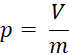 p = V/m